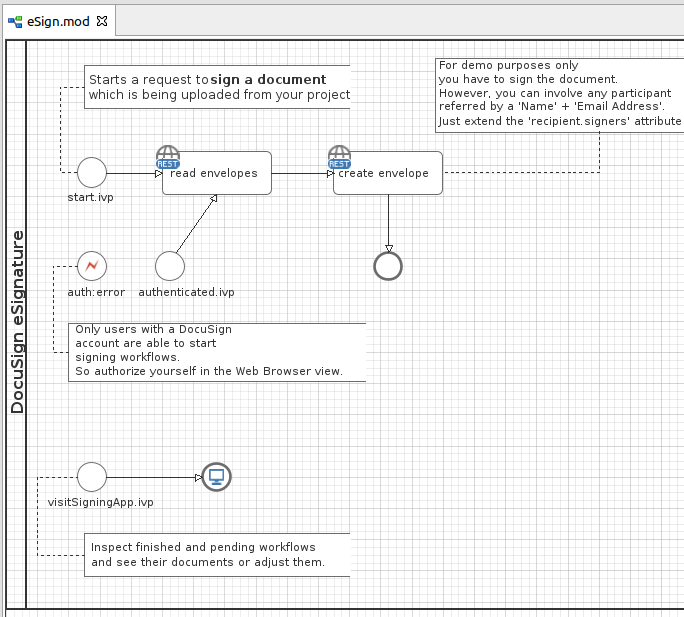 eSign.mod
Starts a request to sign a document
which is being uploaded from your project
For demo purposes only
you have to sign the document.
However, you can involve any participant
referred by a 'Name' + 'Email Address'.
Just extend the 'recipient.signers' attribute
REST
read envelopes
REST
create envelope
start.ivp
DocuSign eSignature
auth:error
authenticated.ivp
Only users with a DocuSign
account are able to start
signing workflows.
So authorize yourself in the Web Browser view.
visitSigningApp.ivp
Inspect finished and pending workflows
and see their documents or adjust them.